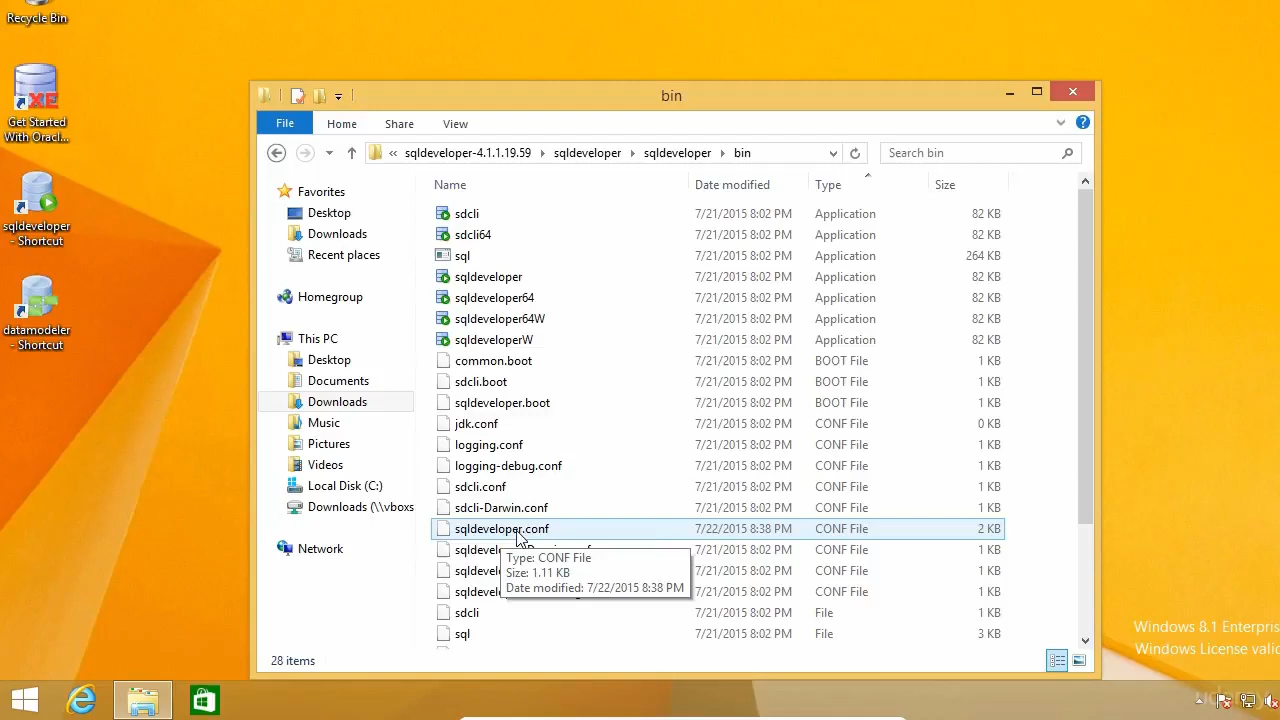 Recycle Bin
Get Started
With Oracl...
sqldeveloper
- Shortcut
datamodeler
- Shortcut
bin
File
Home
Share
View
« sqldeveloper-4.1.1.19.59
sqldeveloper
sqldeveloper
bin
Search bin
Favorites
Desktop
Downloads
Recent places
Homegroup
This PC
Desktop
Documents
Downloads
Music
Pictures
Videos
Local Disk (C:)
Downloads (\\vboxs
Network
Name Date modified Type Size
sdcli 7/21/2015 8:02 PM Application 82 KB
sdcli64 7/21/2015 8:02 PM Application 82 KB
sql 7/21/2015 8:02 PM Application 264 KB
sqldeveloper 7/21/2015 8:02 PM Application 82 KB
sqldeveloper64 7/21/2015 8:02 PM Application 82 KB
sqldeveloper64W 7/21/2015 8:02 PM Application 82 KB
sqldeveloperW 7/21/2015 8:02 PM Application 82 KB
common.boot 7/21/2015 8:02 PM BOOT File 1 KB
sdcli.boot 7/21/2015 8:02 PM BOOT File 1 KB
sqldeveloper.boot 7/21/2015 8:02 PM BOOT File 1 KB
jdk.conf 7/21/2015 8:02 PM CONF File 0 KB
logging.conf 7/21/2015 8:02 PM CONF File 1 KB
logging-debug.conf 7/21/2015 8:02 PM CONF File 1 KB
sdcli.conf 7/21/2015 8:02 PM CONF File 1 KB
sdcli-Darwin.conf 7/21/2015 8:02 PM CONF File 1 KB
sqldeveloper.conf 7/22/2015 8:38 PM CONF File 2 KB
7/21/2015 8:02 PM CONF File 1 KB
7/21/2015 8:02 PM CONF File 1 KB
7/21/2015 8:02 PM CONF File 1 KB
sdcli 7/21/2015 8:02 PM File 1 KB
sql 7/21/2015 8:02 PM File 3 KB
Type: CONF File
Size: 1.11 KB
Date modified: 7/22/2015 8:38 PM
28 items
Windows 8.1 Enterpris
Windows License valid